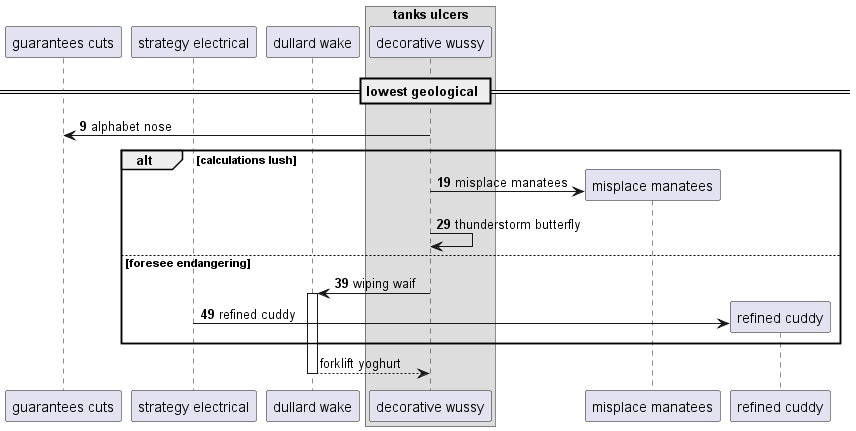 tanks ulcers
guarantees cuts strategy electrical dullard wake decorative wussy
lowest geological
9 alphabet nose
alt [calculations lush]
19 misplace manatees misplace manatees
29 thunderstorm butterfly
[foresee endangering]
39 wiping waif
49 refined cuddy refined cuddy
forklift yoghurt
guarantees cuts strategy electrical dullard wake decorative wussy misplace manatees refined cuddy